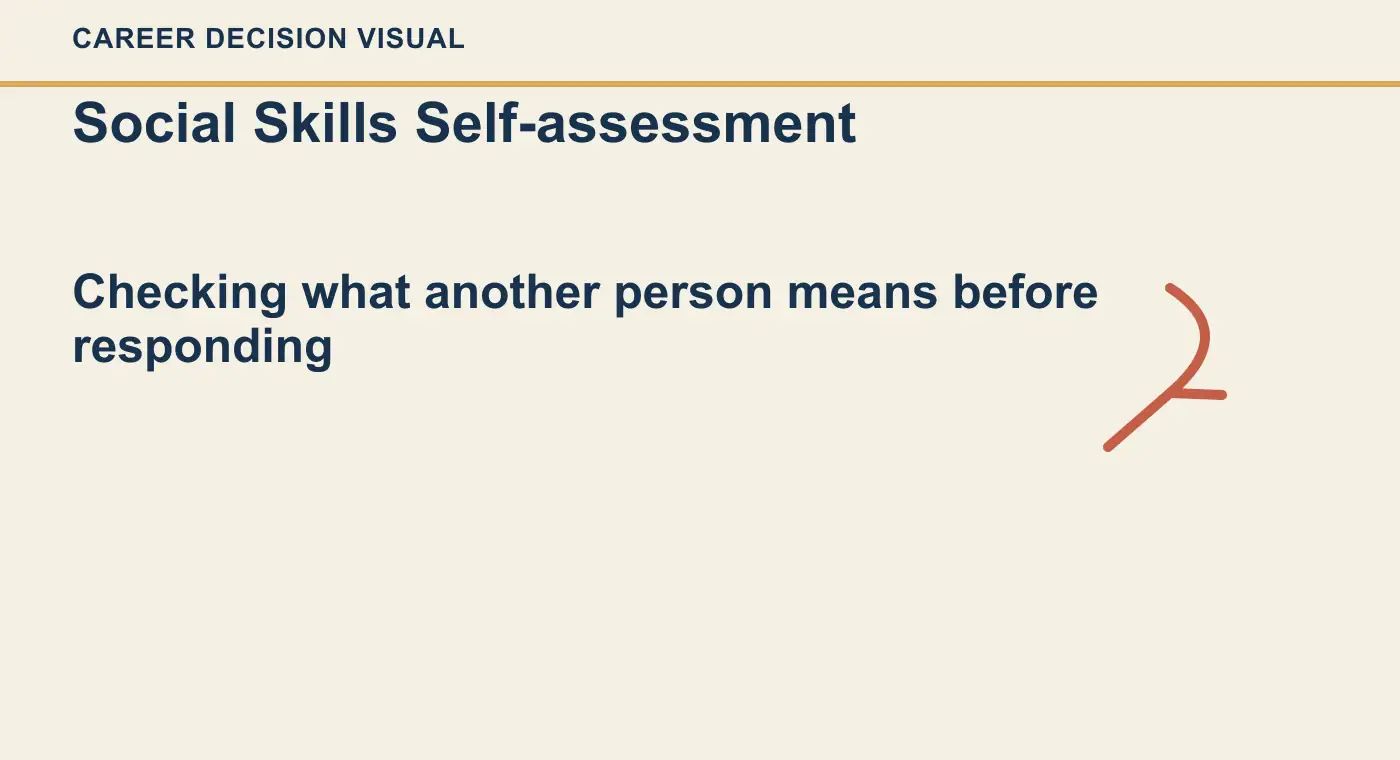 CAREER DECISION VISUAL
Social Skills Self-assessment
Checking what another person means before
responding